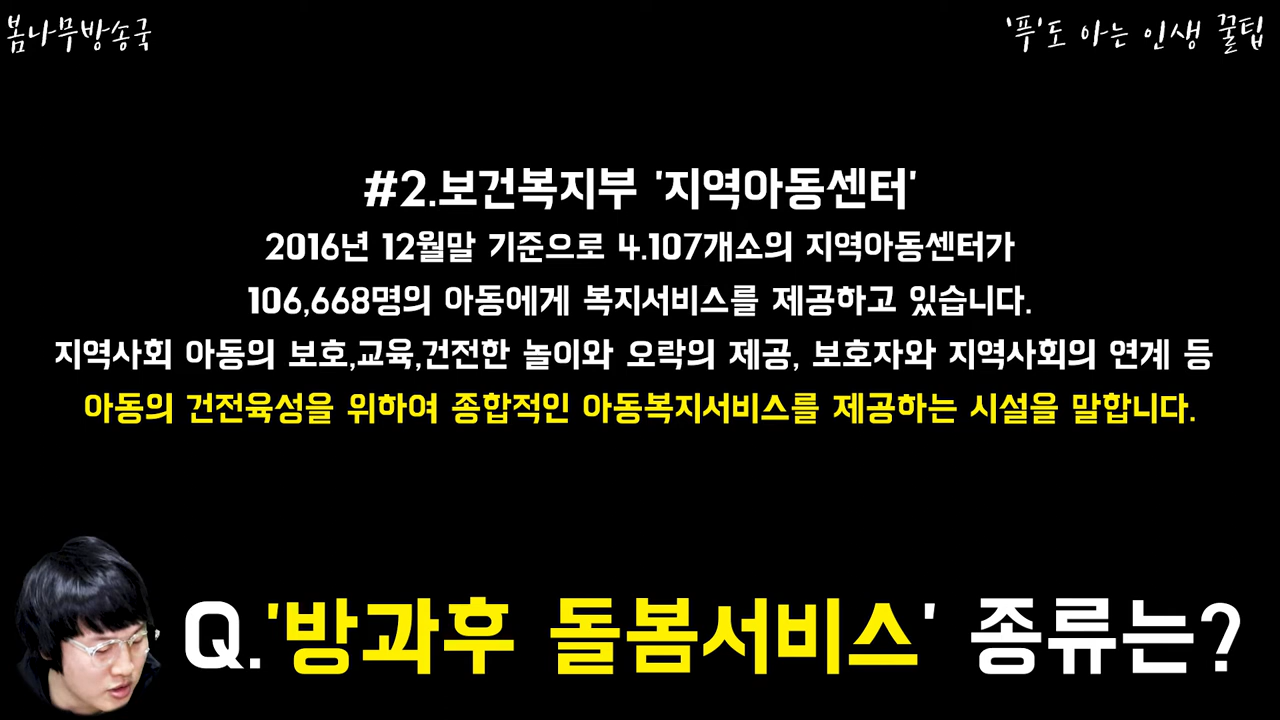 봄나무방송국
'푸'도 아는 인생 꿀팁
#2.보건복지부 '지역아동센터'
2016년 12월말 기준으로 4.107개소의 지역아동센터가
106,668명의 아동에게 복지서비스를 제공하고 있습니다.
지역사회 아동의 보호,교육,건전한 놀이와 오락의 제공, 보호자와 지역사회의 연계 등
아동의 건전육성을 위하여 종합적인 아동복지서비스를 제공하는 시설을 말합니다.
Q.'방과후 돌봄서비스' 종류는?